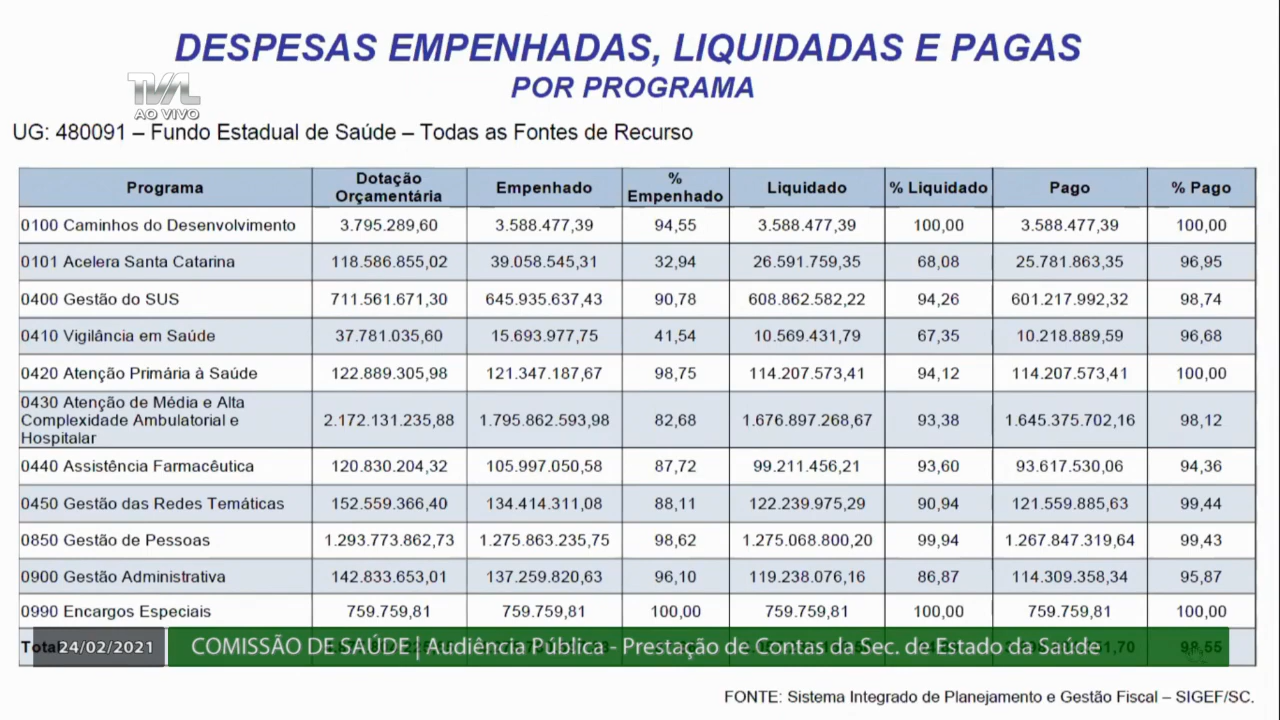 DESPESAS EMPENHADAS, LIQUIDADAS E PAGAS
POR PROGRAMA
TVAL
AO VIVO
UG: 480091 – Fundo Estadual de Saúde – Todas as Fontes de Recurso
Programa Dotação Orçamentária Empenhado % Empenhado Liquidado % Liquidado Pago % Pago
0100 Caminhos do Desenvolvimento 3.795.289,60 3.588.477,39 94,55 3.588.477,39 100,00 3.588.477,39 100,00
0101 Acelera Santa Catarina 118.586.855,02 39.058.545,31 32,94 26.591.759,35 68,08 25.781.863,35 96,95
0400 Gestão do SUS 711.561.671,30 645.935.637,43 90,78 608.862.582,22 94,26 601.217.992,32 98,74
0410 Vigilância em Saúde 37.781.035,60 15.693.977,75 41,54 10.569.431,79 67,35 10.218.889,59 96,68
0420 Atenção Primária à Saúde 122.889.305,98 121.347.187,67 98,75 114.207.573,41 94,12 114.207.573,41 100,00
0430 Atenção de Média e Alta
Complexidade Ambulatorial e 2.172.131.235,88 1.795.862.593,98 82,68 1.676.897.268,67 93,38 1.645.375.702,16 98,12
Hospitalar
0440 Assistência Farmacêutica 120.830.204,32 105.997.050,58 87,72 99.211.456,21 93,60 93.617.530,06 94,36
0450 Gestão das Redes Temáticas 152.559.366,40 134.414.311,08 88,11 122.239.975,29 90,94 121.559.885,63 99,44
0850 Gestão de Pessoas 1.293.773.862,73 1.275.863.235,75 98,62 1.275.068.800,20 99,94 1.267.847.319,64 99,43
0900 Gestão Administrativa 142.833.653,01 137.259.820,63 96,10 119.238.076,16 86,87 114.309.358,34 95,87
0990 Encargos Especiais 759.759,81 759.759,81 100,00 759.759,81 100,00 759.759,81 100,00
Total 98,55
24/02/2021 COMISSÃO DE SAÚDE | Audiência Pública - Prestação de Contas da Sec. de Estado da Saúde
FONTE: Sistema Integrado de Planejamento e Gestão Fiscal – SIGEF/SC.